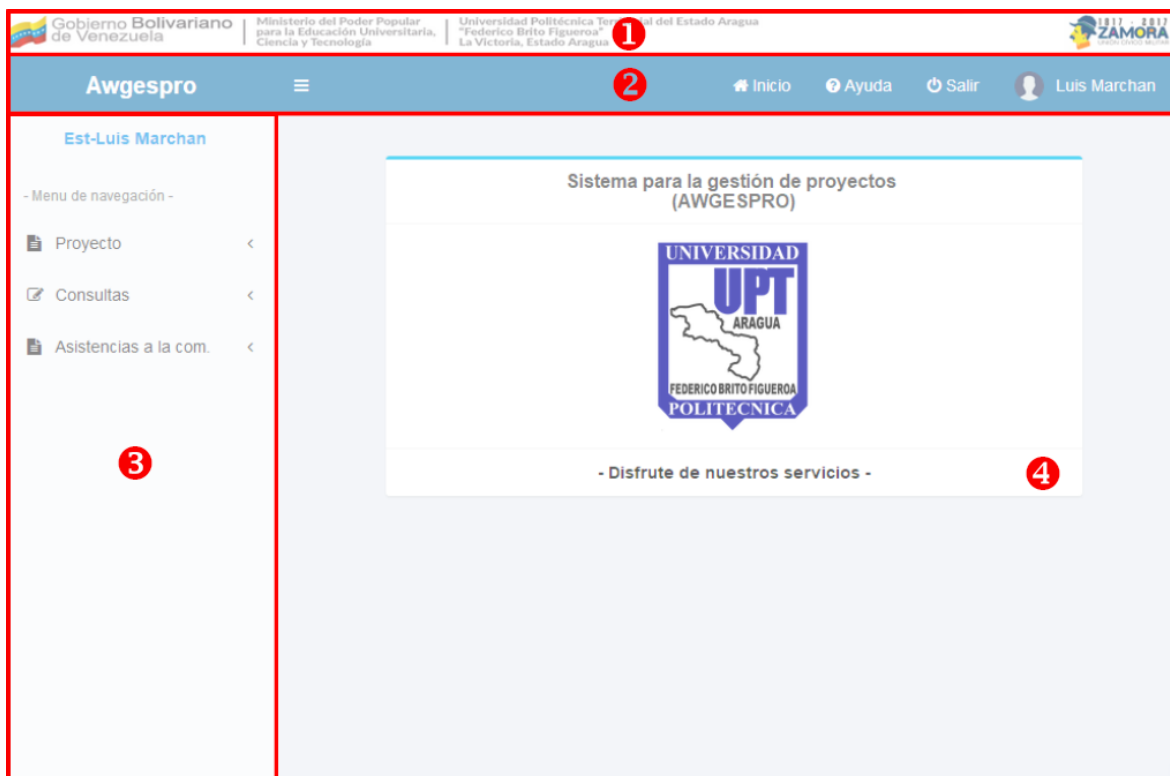 Gobierno Bolivariano
de Venezuela
Ministerio del Poder Popular
para la Educación Universitaria,
Ciencia y Tecnología
Universidad Politécnica Territorial del Estado Aragua
"Federico Brito Figueroa"
La Victoria, Estado Aragua
1
1817 - 2017
ZAMORA
UNIÓN CÍVICO MILITAR
Awgespro
2
Inicio
Ayuda
Salir
Luis Marchan
Est-Luis Marchan
- Menu de navegación -
Proyecto
Consultas
Asistencias a la com.
3
Sistema para la gestión de proyectos
(AWGESPRO)
UNIVERSIDAD
UPT
ARAGUA
FEDERICO BRITO FIGUEROA
POLITECNICA
- Disfrute de nuestros servicios -
4